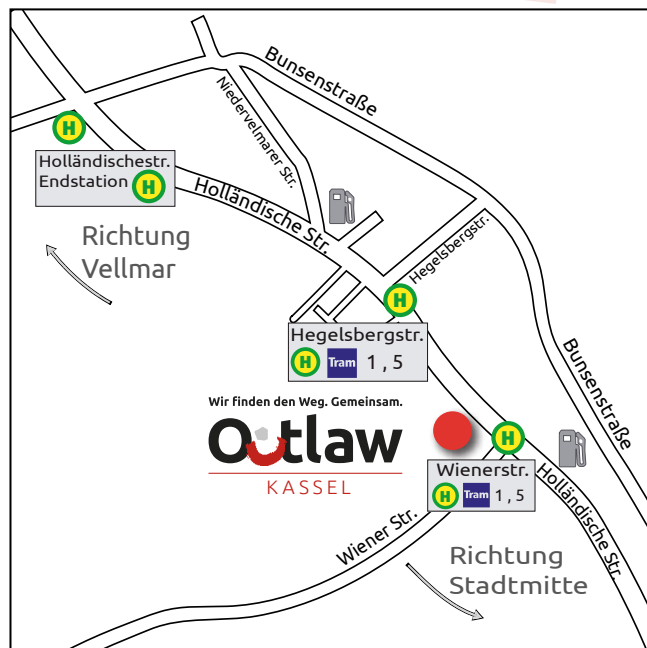 Bunsenstraße
Niedervelmarer Str.
H
Holländischestr.
Endstation H
Holländische Str.
Richtung
Vellmar
Hegelsbergstr.
H
Hegelsbergstr.
H Tram 1 , 5
Bunsenstraße
Wir finden den Weg. Gemeinsam.
Outlaw
KASSEL
H
Wienerstr.
H Tram 1 , 5
Holländische Str.
Wiener Str.
Richtung
Stadtmitte